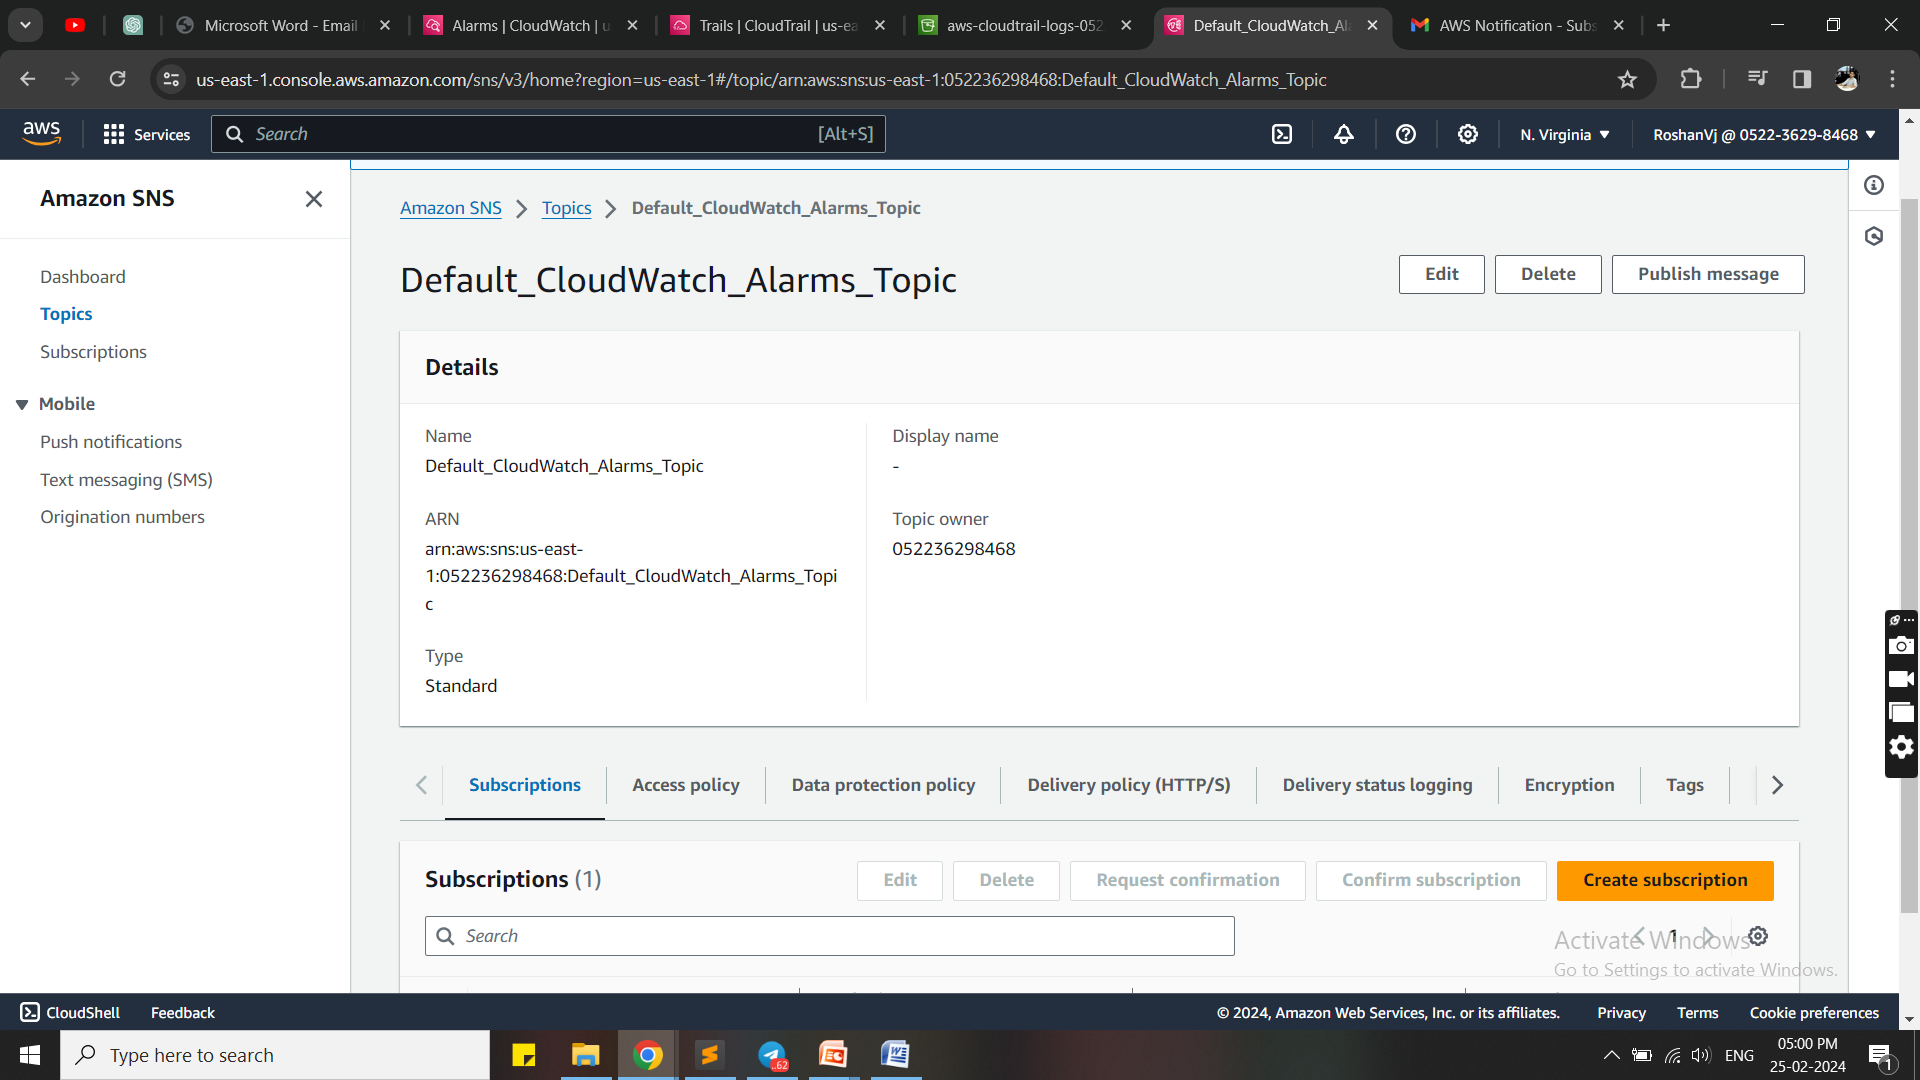 Microsoft Word - Email
Alarms | CloudWatch | u
Trails | CloudTrail | us-ea
aws-cloudtrail-logs-052
Default_CloudWatch_Al
AWS Notification - Subs
us-east-1.console.aws.amazon.com/sns/v3/home?region=us-east-1#/topic/arn:aws:sns:us-east-1:052236298468:Default_CloudWatch_Alarms_Topic
aws
Services
Search
[Alt+S]
N. Virginia
RoshanVj @ 0522-3629-8468
Amazon SNS
Dashboard
Topics
Subscriptions
Mobile
Push notifications
Text messaging (SMS)
Origination numbers
Amazon SNS
Topics
Default_CloudWatch_Alarms_Topic
Default_CloudWatch_Alarms_Topic
Edit
Delete
Publish message
Details
Name
Default_CloudWatch_Alarms_Topic
ARN
arn:aws:sns:us-east-
1:052236298468:Default_CloudWatch_Alarms_Topi
c
Type
Standard
Display name
-
Topic owner
052236298468
Subscriptions
Access policy
Data protection policy
Delivery policy (HTTP/S)
Delivery status logging
Encryption
Tags
Subscriptions (1)
Edit
Delete
Request confirmation
Confirm subscription
Create subscription
Search
1
Activate Windows
Go to Settings to activate Windows.
CloudShell
Feedback
© 2024, Amazon Web Services, Inc. or its affiliates.
Privacy
Terms
Cookie preferences
Type here to search
62
ENG
05:00 PM
25-02-2024
1